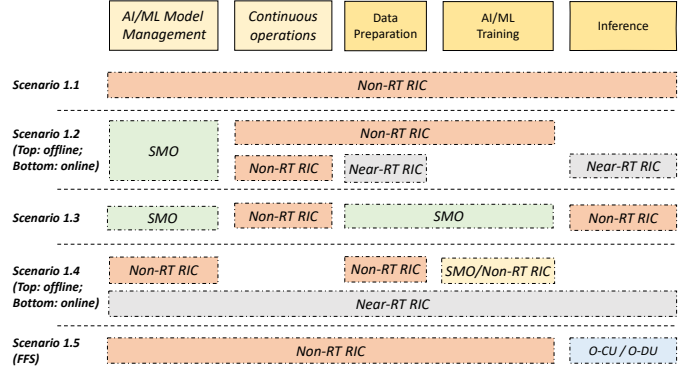 AI/ML Model
Management
Continuous
operations
Data
Preparation
AI/ML
Training
Inference
Scenario 1.1
Non-RT RIC
Scenario 1.2
(Top: offline;
Bottom: online)
SMO
Non-RT RIC
Non-RT RIC
Near-RT RIC
Near-RT RIC
Scenario 1.3
SMO
Non-RT RIC
SMO
Non-RT RIC
Scenario 1.4
(Top: offline;
Bottom: online)
Non-RT RIC
Non-RT RIC
SMO/Non-RT RIC
Near-RT RIC
Scenario 1.5
(FFS)
Non-RT RIC
O-CU / O-DU